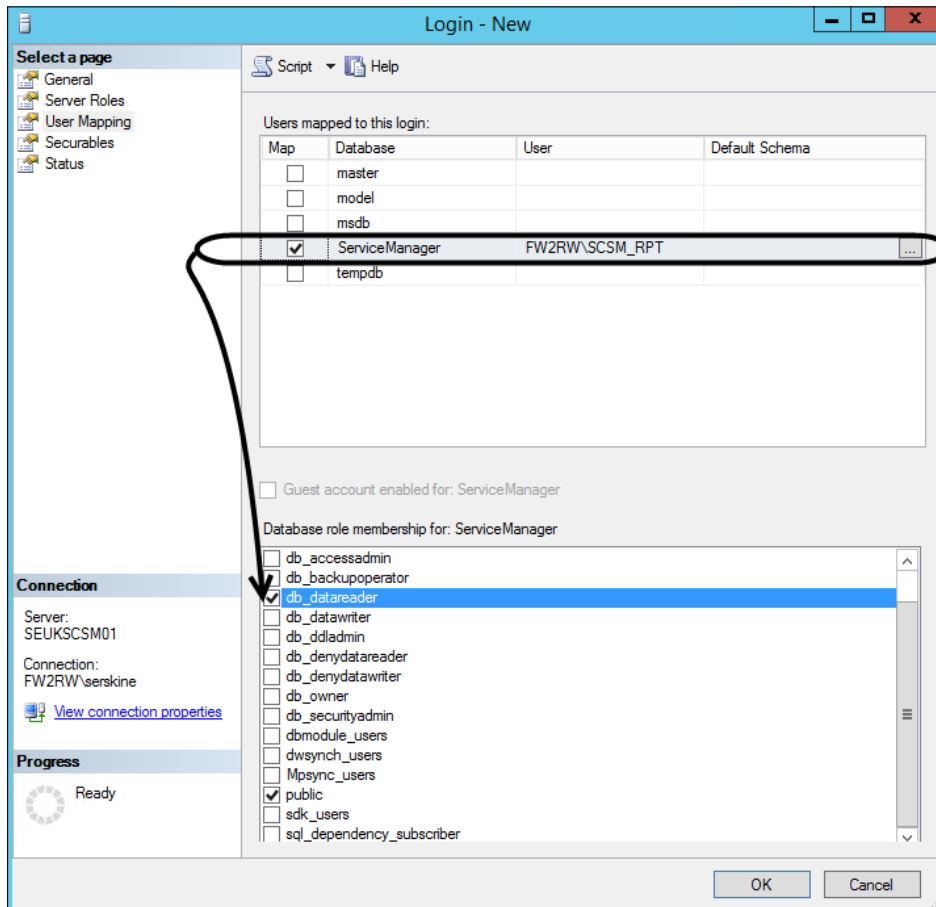 Login - New
Select a page
General
Server Roles
User Mapping
Securables
Status
Script
Help
Users mapped to this login:
Map Database User Default Schema
master
model
msdb
ServiceManager FW2RW\SCSM_RPT ...
tempdb
Guest account enabled for: ServiceManager
Database role membership for: ServiceManager
db_accessadmin
db_backupoperator
db_datareader
db_datawriter
db_ddladmin
db_denydatareader
db_denydatawriter
db_owner
db_securityadmin
dbmodule_users
dwsynch_users
Mpsync_users
public
sdk_users
sql_dependency_subscriber
Connection
Server:
SEUKSCSM01
Connection:
FW2RW\serskine
View connection properties
Progress
Ready
OK Cancel